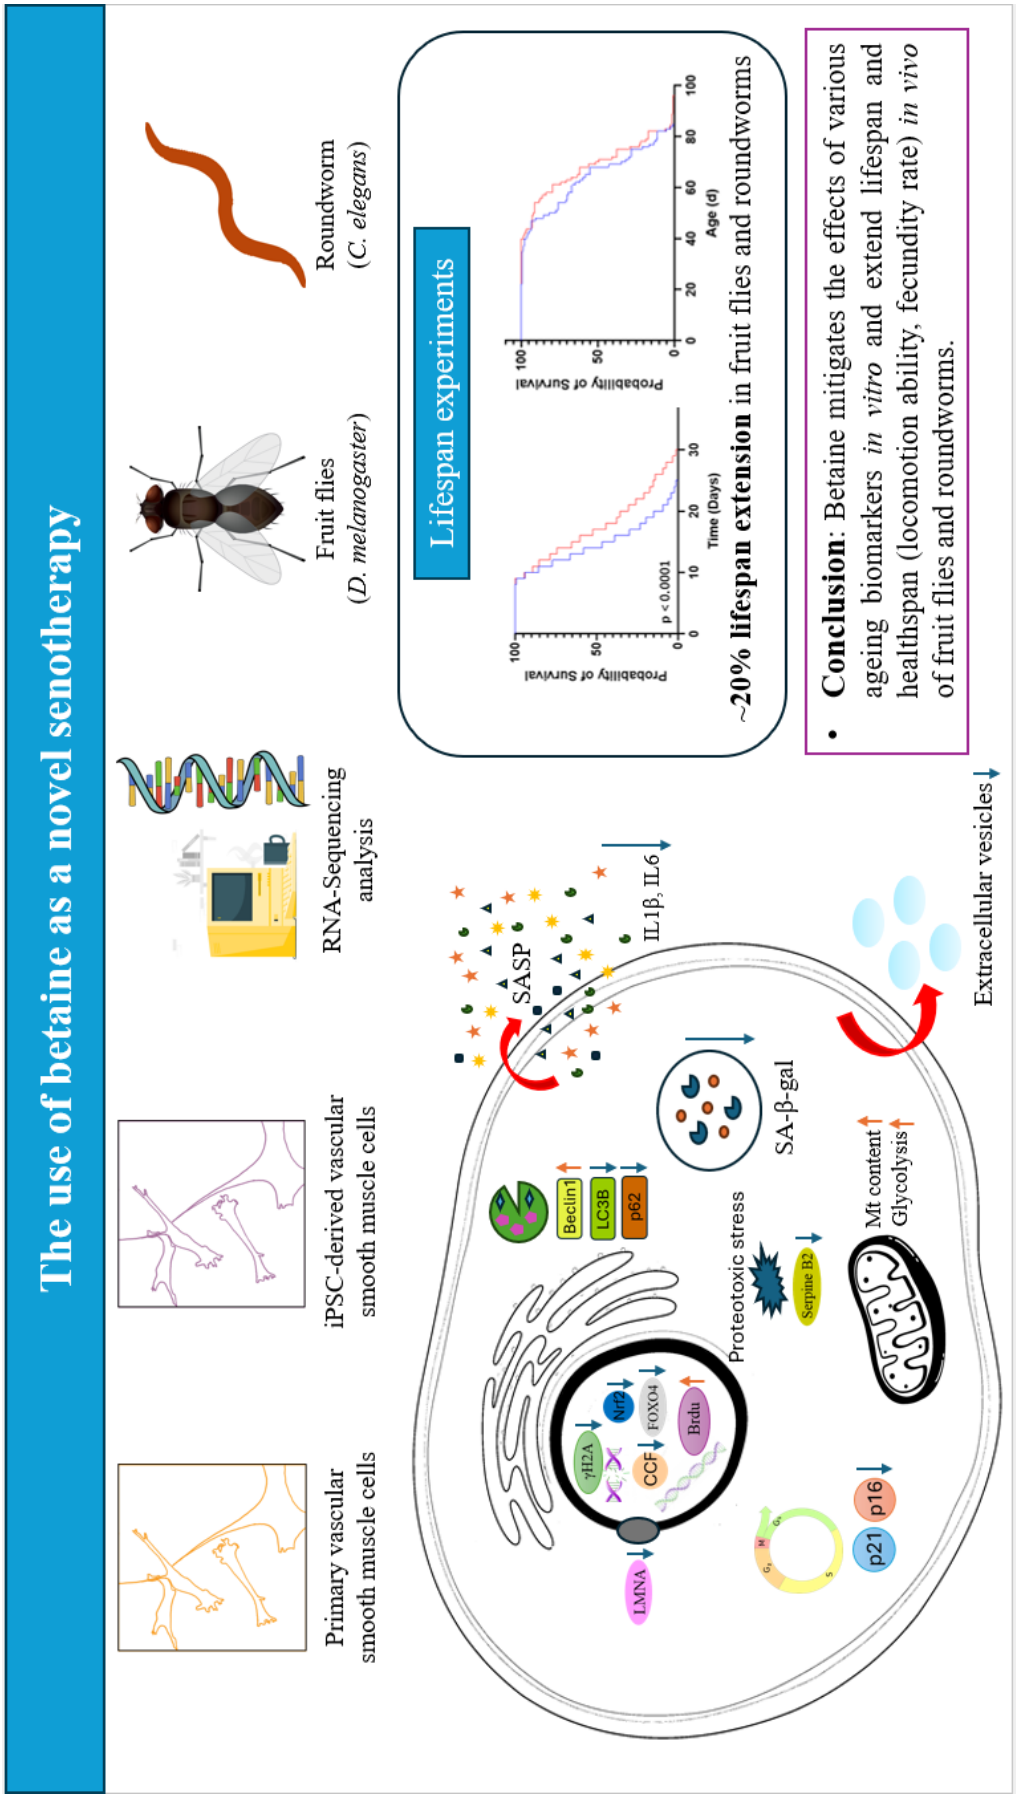 The use of betaine as a novel senotherapy
Primary vascular
smooth muscle cells
iPSC-derived vascular
smooth muscle cells
RNA-Sequencing
analysis
Fruit flies
(D. melanogaster)
Roundworm
(C. elegans)
SASP
IL1β, IL6
Beclin1
LC3B
p62
SA-β-gal
γH2A
Nrf2
FOXO4
CCF
Brdu
LMNA
Proteotoxic stress
Serpine B2
Mt content
Glycolysis
M
G₁
G₂
S
p21
p16
Extracellular vesicles
Lifespan experiments
Probability of Survival
100
50
0
p < 0.0001
0
10
20
30
Time (Days)
Probability of Survival
100
50
0
0
20
40
60
80
100
Age (d)
~20% lifespan extension in fruit flies and roundworms
• Conclusion: Betaine mitigates the effects of various
ageing biomarkers in vitro and extend lifespan and
healthspan (locomotion ability, fecundity rate) in vivo
of fruit flies and roundworms.